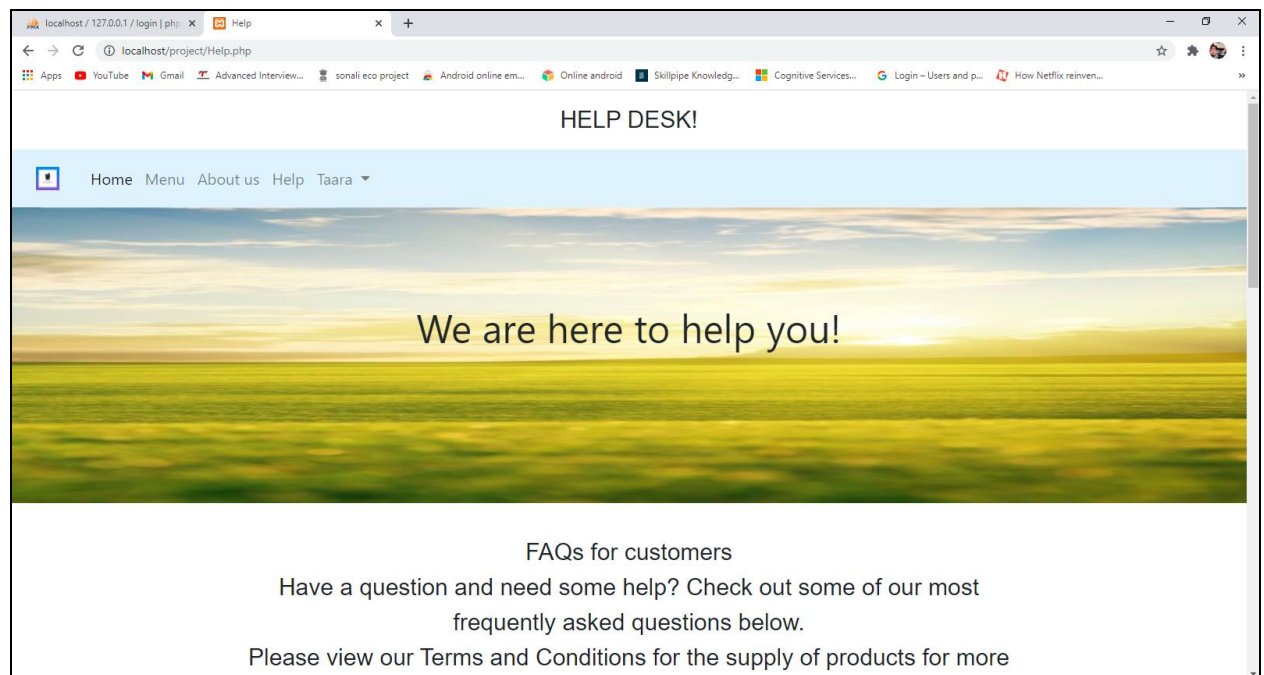 localhost / 127.0.0.1 / login | php
Help
localhost/project/Help.php
Apps YouTube Gmail Advanced Interview... sonali eco project Android online em... Online android Skillpipe Knowledg... Cognitive Services... Login – Users and p... How Netflix reinven...
HELP DESK!
Home Menu About us Help Taara
We are here to help you!
FAQs for customers
Have a question and need some help? Check out some of our most
frequently asked questions below.
Please view our Terms and Conditions for the supply of products for more